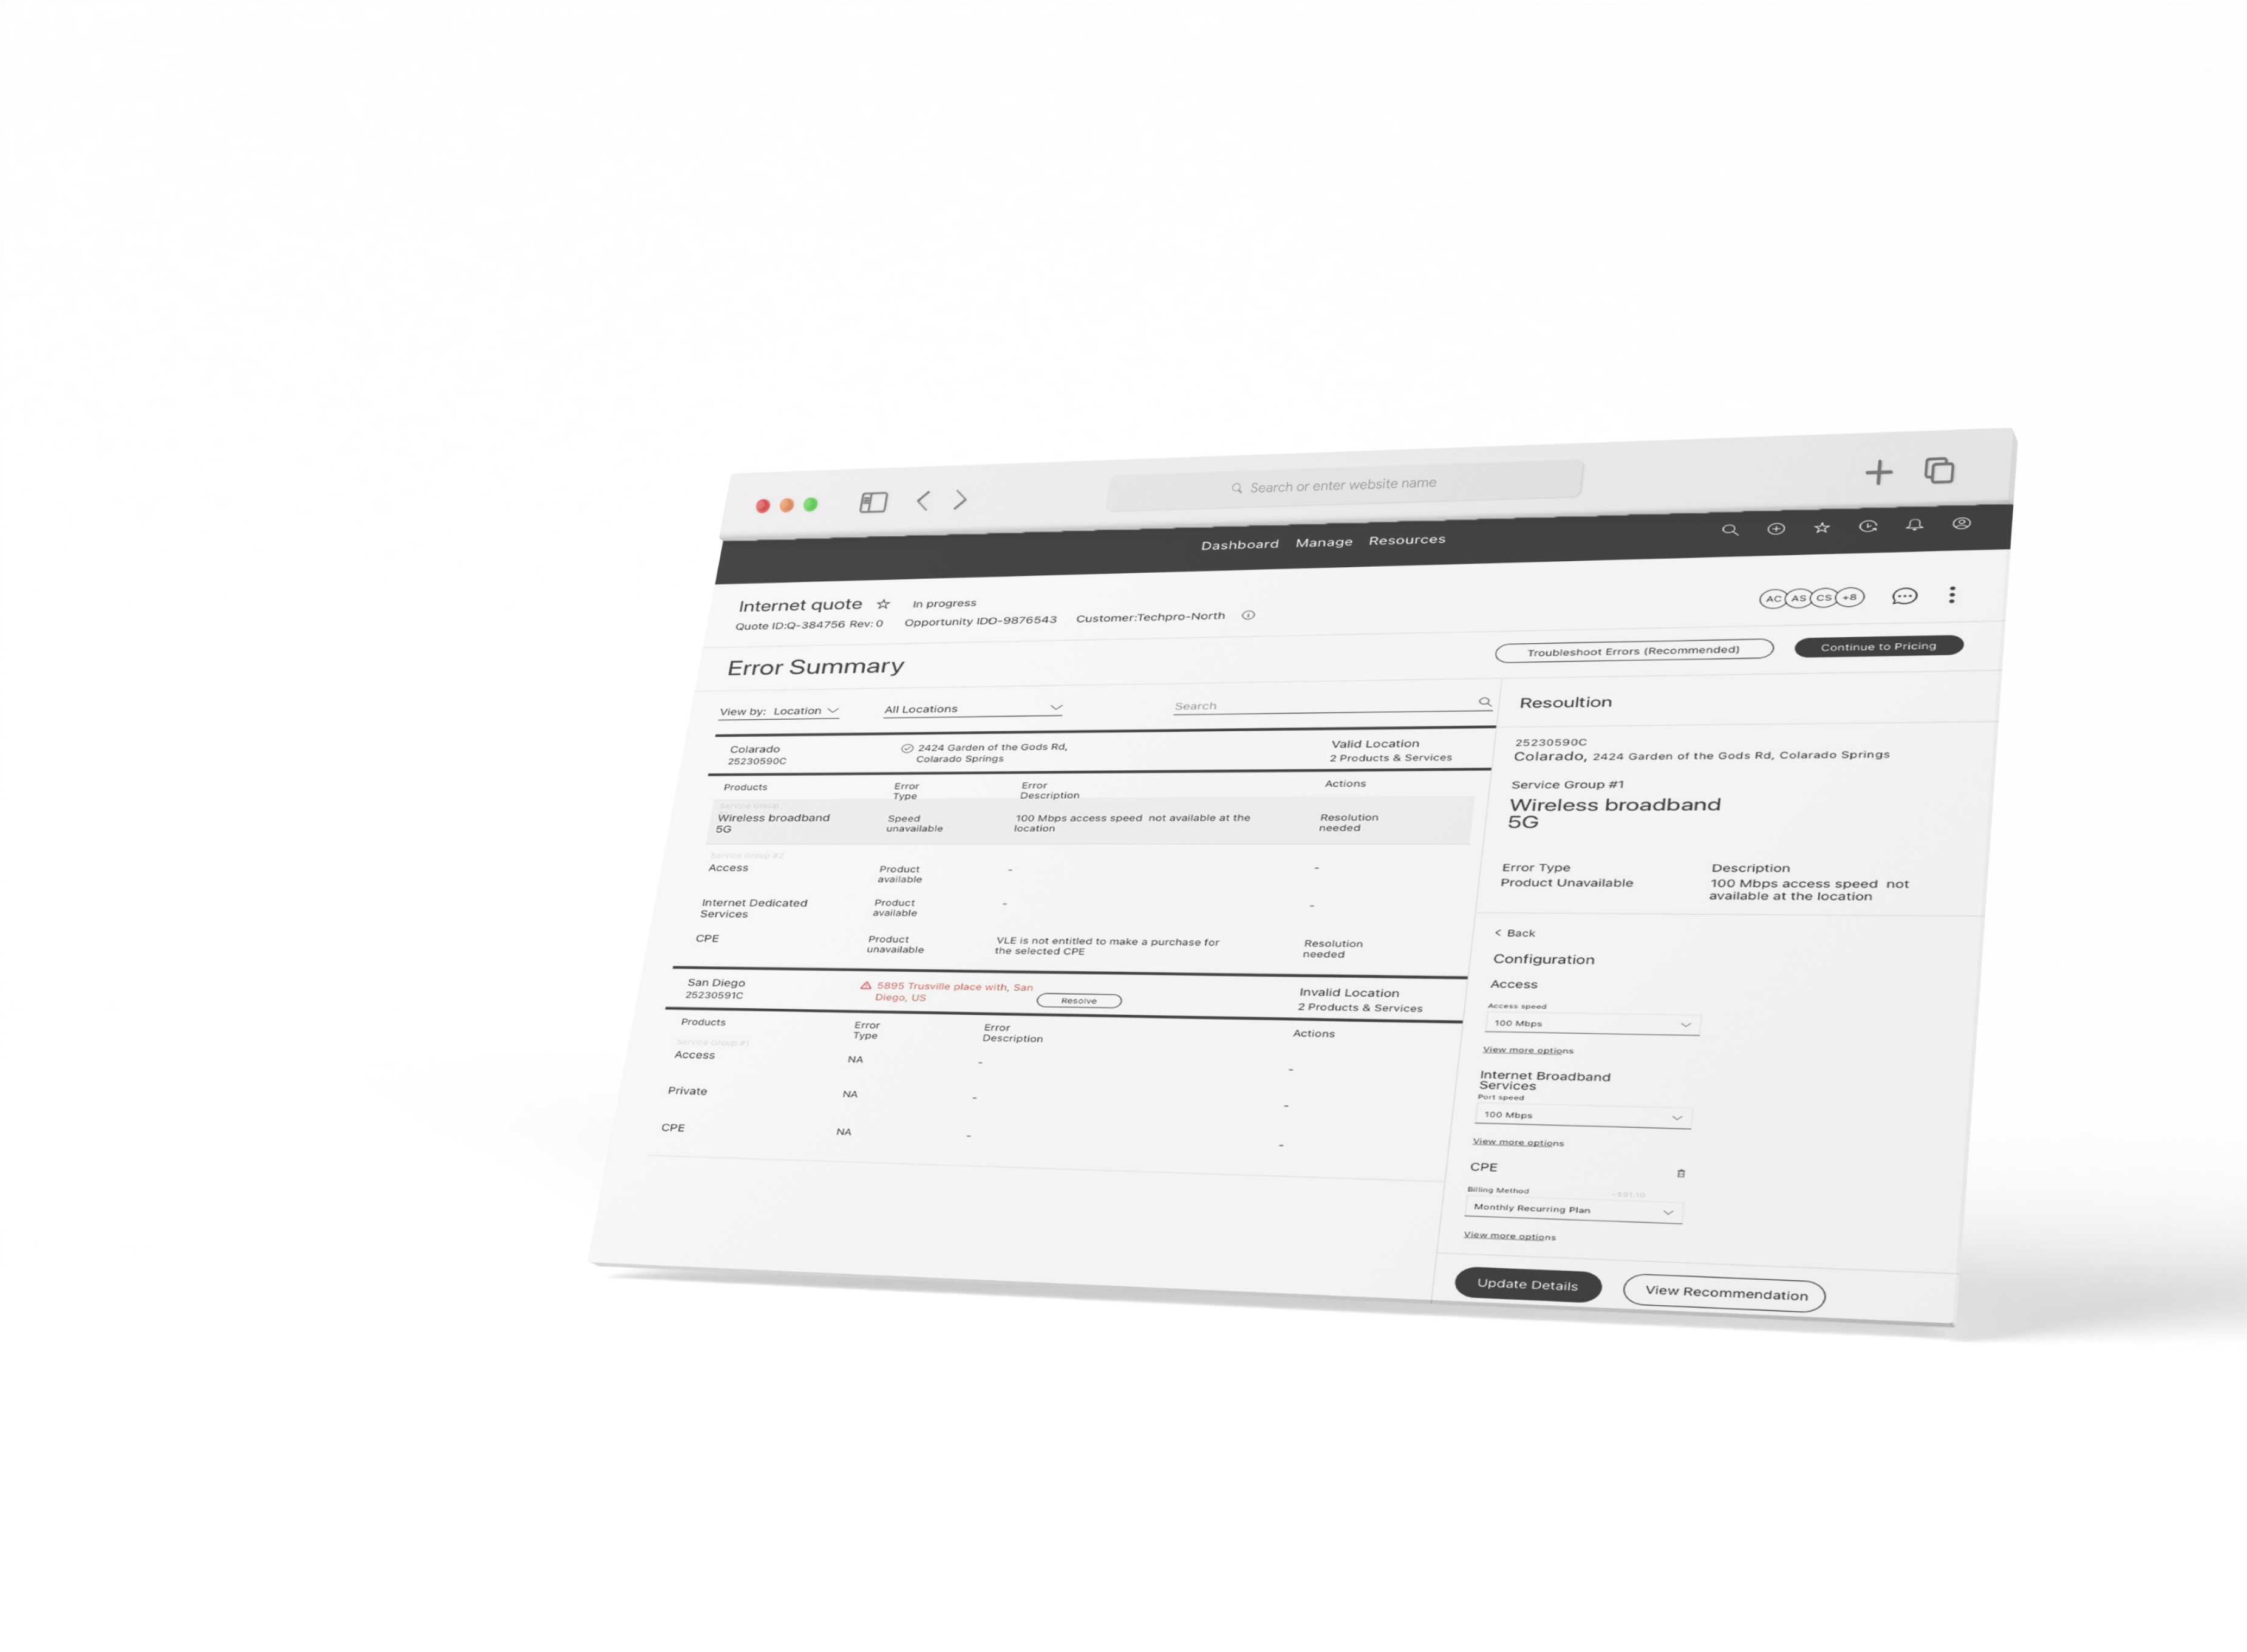 Search or enter website name
Dashboard Manage Resources
Internet quote In progress
AC AS CS +8
Quote ID:Q-384756 Rev: 0 Opportunity IDO-9876543 Customer:Techpro-North
Error Summary
Troubleshoot Errors (Recommended) Continue to Pricing
View by: Location All Locations Search
Colarado
25230590C
2424 Garden of the Gods Rd,
Colarado Springs
Valid Location
2 Products & Services
Products Error Type Error Description Actions
Service Group
Wireless broadband
5G
Speed
unavailable
100 Mbps access speed not available at the
location
Resolution
needed
Service Group #2
Access
Product
available
-
-
Internet Dedicated
Services
Product
available
-
-
CPE
Product
unavailable
VLE is not entitled to make a purchase for
the selected CPE
Resolution
needed
San Diego
25230591C
5895 Trusville place with, San
Diego, US
Resolve
Invalid Location
2 Products & Services
Products Error Type Error Description Actions
Service Group #1
Access NA - -
Private NA - -
CPE NA - -
Resoultion
25230590C
Colarado, 2424 Garden of the Gods Rd, Colarado Springs
Service Group #1
Wireless broadband
5G
Error Type
Product Unavailable
Description
100 Mbps access speed not
available at the location
< Back
Configuration
Access
Access speed
100 Mbps
View more options
Internet Broadband
Services
Port speed
100 Mbps
View more options
CPE
Billing Method ~$91.10
Monthly Recurring Plan
View more options
Update Details View Recommendation